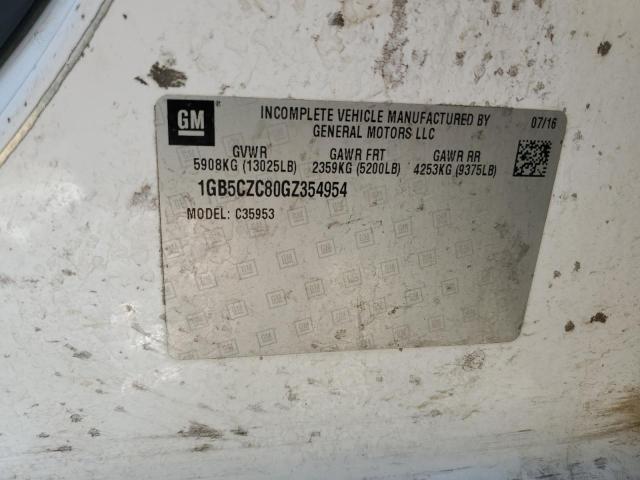 GM
INCOMPLETE VEHICLE MANUFACTURED BY
GENERAL MOTORS LLC
07/16
GVWR GAWR FRT GAWR RR
5908KG (13025LB) 2359KG (5200LB) 4253KG (9375LB)
1GB5CZC80GZ354954
MODEL: C35953